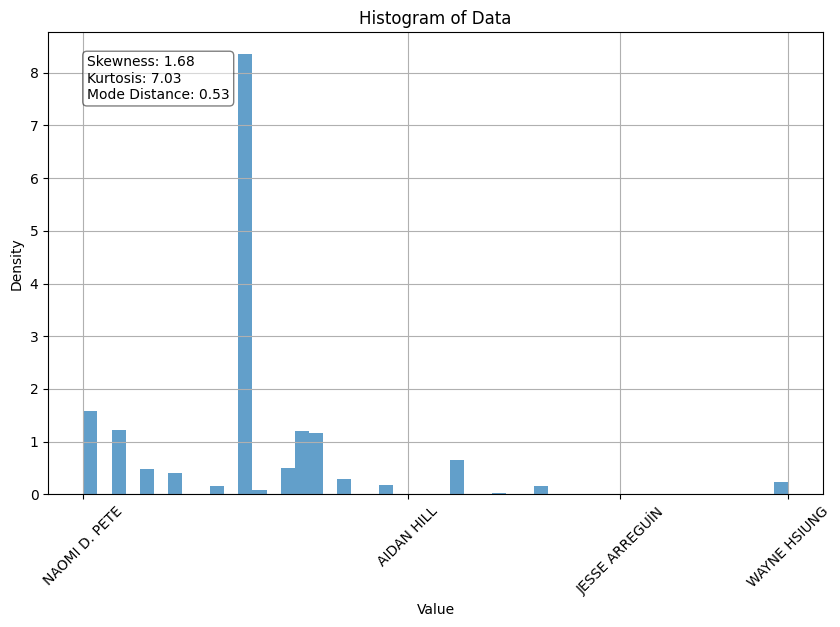 Histogram of Data
Skewness: 1.68
Kurtosis: 7.03
Mode Distance: 0.53
Density
8
7
6
5
4
3
2
1
0
NAOMI D. PETE
AIDAN HILL
JESSE ARREGUÍN
WAYNE HSIUNG
Value